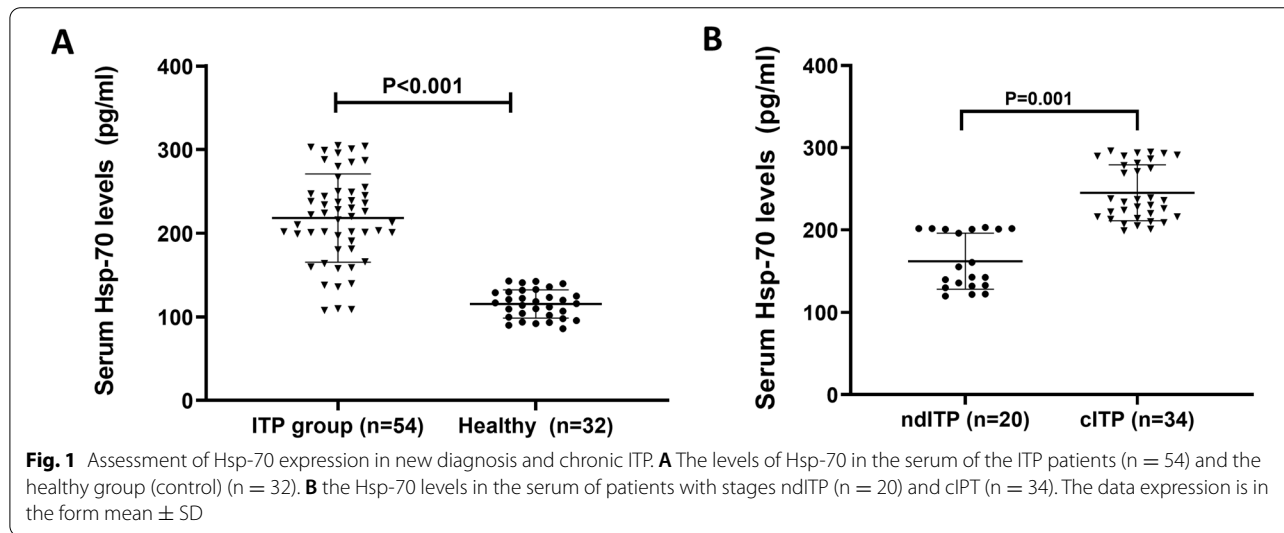 A
Serum Hsp-70 levels (pg/ml)
400
300
200
100
0
P<0.001
ITP group (n=54)
Healthy (n=32)
B
Serum Hsp-70 levels (pg/ml)
400
300
200
100
0
P=0.001
ndITP (n=20)
cITP (n=34)
Fig. 1 Assessment of Hsp-70 expression in new diagnosis and chronic ITP. A The levels of Hsp-70 in the serum of the ITP patients (n = 54) and the
healthy group (control) (n = 32). B the Hsp-70 levels in the serum of patients with stages ndITP (n = 20) and cIPT (n = 34). The data expression is in
the form mean ± SD